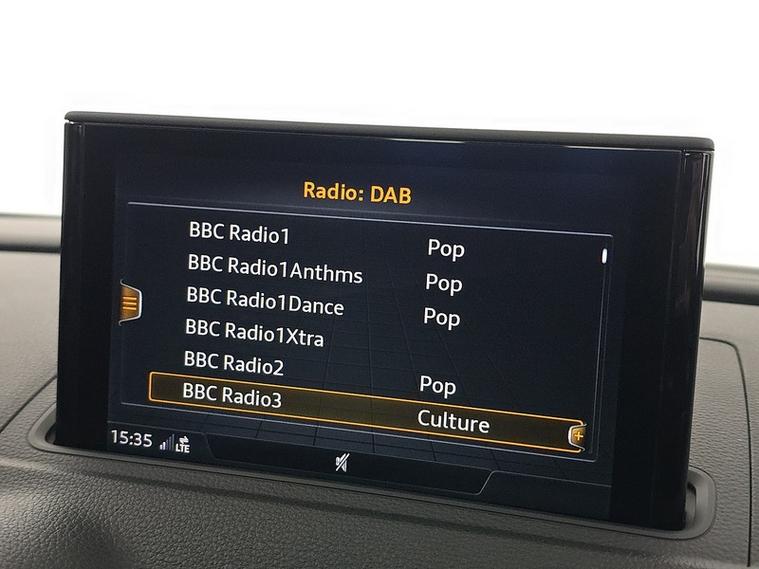 Radio: DAB
BBC Radio1 Pop
BBC Radio1Anthms Pop
BBC Radio1Dance Pop
BBC Radio1Xtra
BBC Radio2 Pop
BBC Radio3 Culture
15:35 LTE